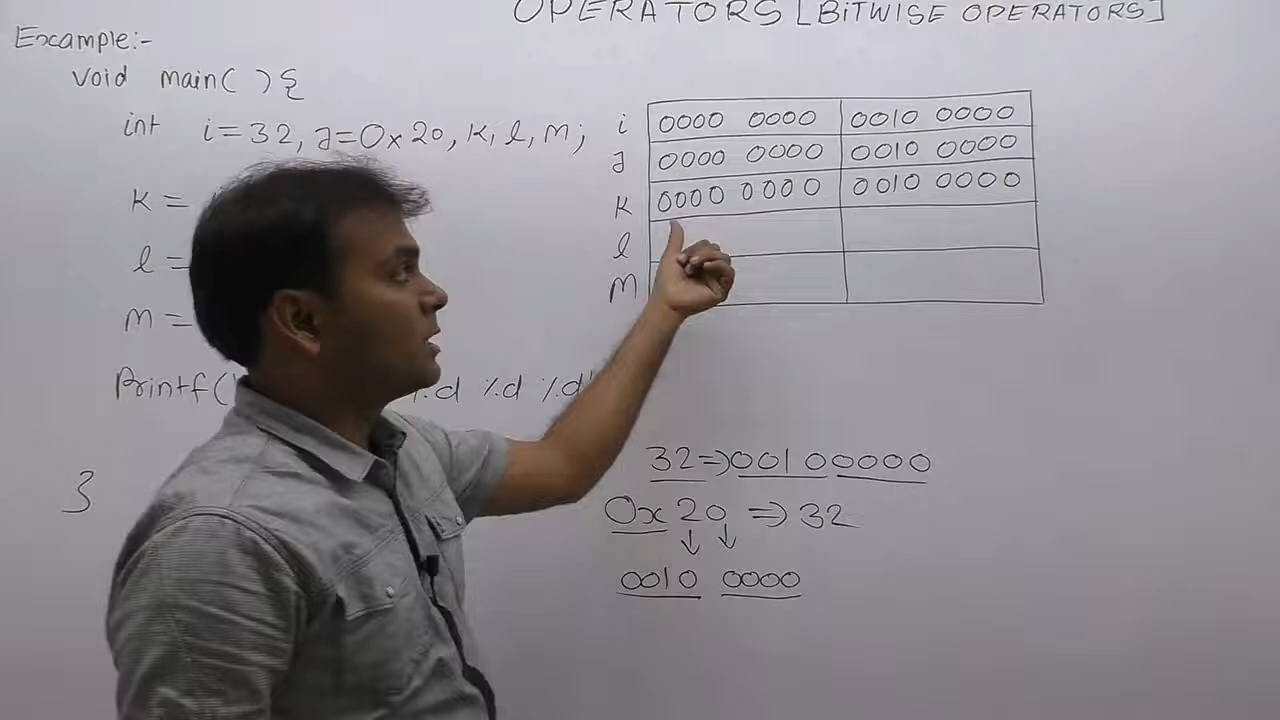 OPERATORS [BITWISE OPERATORS]
Example:-
void main( ){
int i=32, J=0x20, K, l, M;
K =
l =
M =
Printf( %d %d %d
}
i 0000 0000 0010 0000
J 0000 0000 0010 0000
K 0000 0000 0010 0000
l
M
32 => 0010 0000
0x 20 => 32
↓ ↓
0010 0000